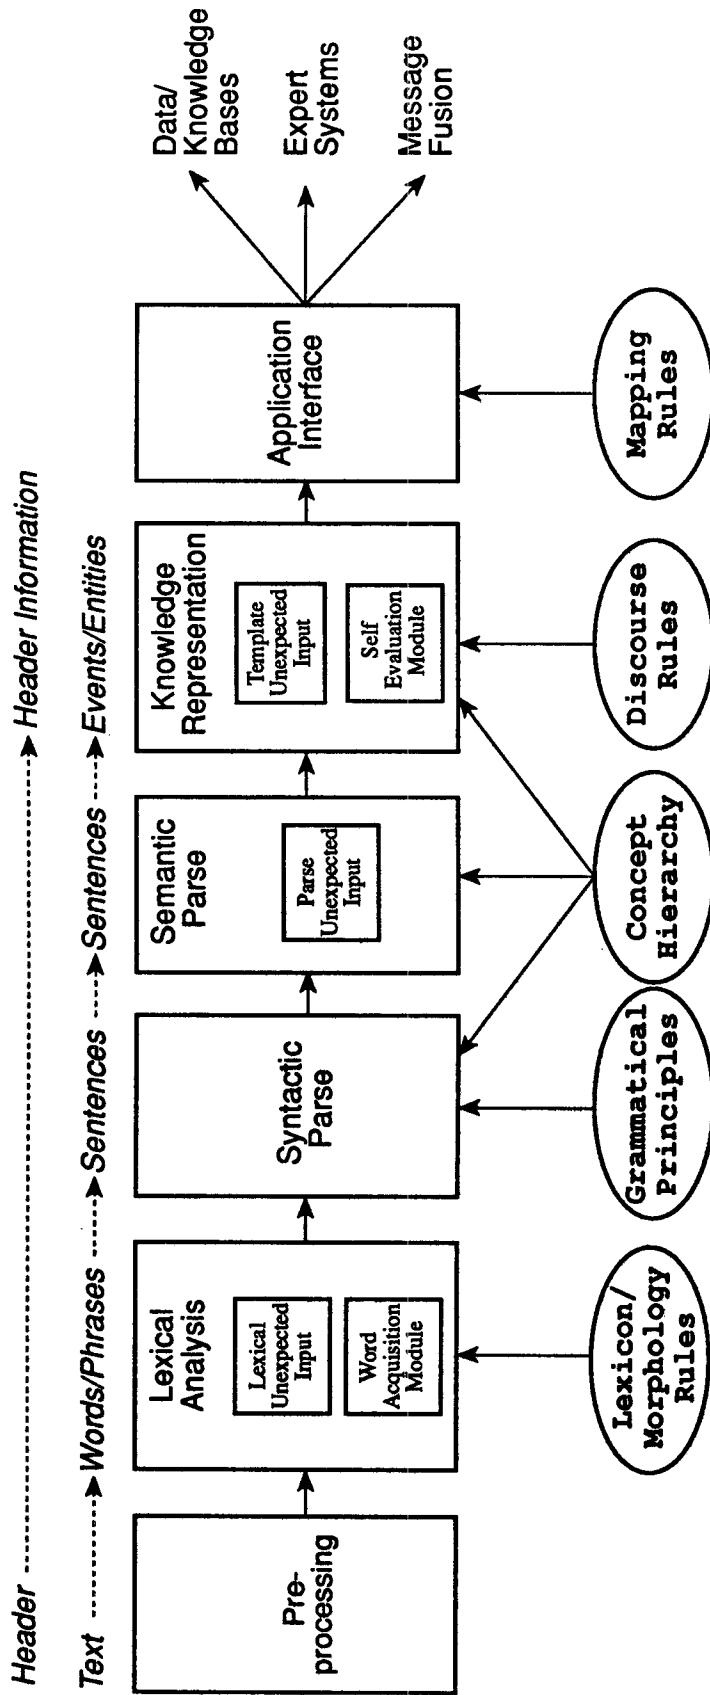 Header Header Information
Text Words/Phrases Sentences Sentences Events/Entities
Pre-
processing
Lexical
Analysis
Lexical
Unexpected
Input
Word
Acquisition
Module
Syntactic
Parse
Semantic
Parse
Parse
Unexpected
Input
Knowledge
Representation
Template
Unexpected
Input
Self
Evaluation
Module
Application
Interface
Data/
Knowledge
Bases
Expert
Systems
Message
Fusion
Lexicon/
Morphology
Rules
Grammatical
Principles
Concept
Hierarchy
Discourse
Rules
Mapping
Rules